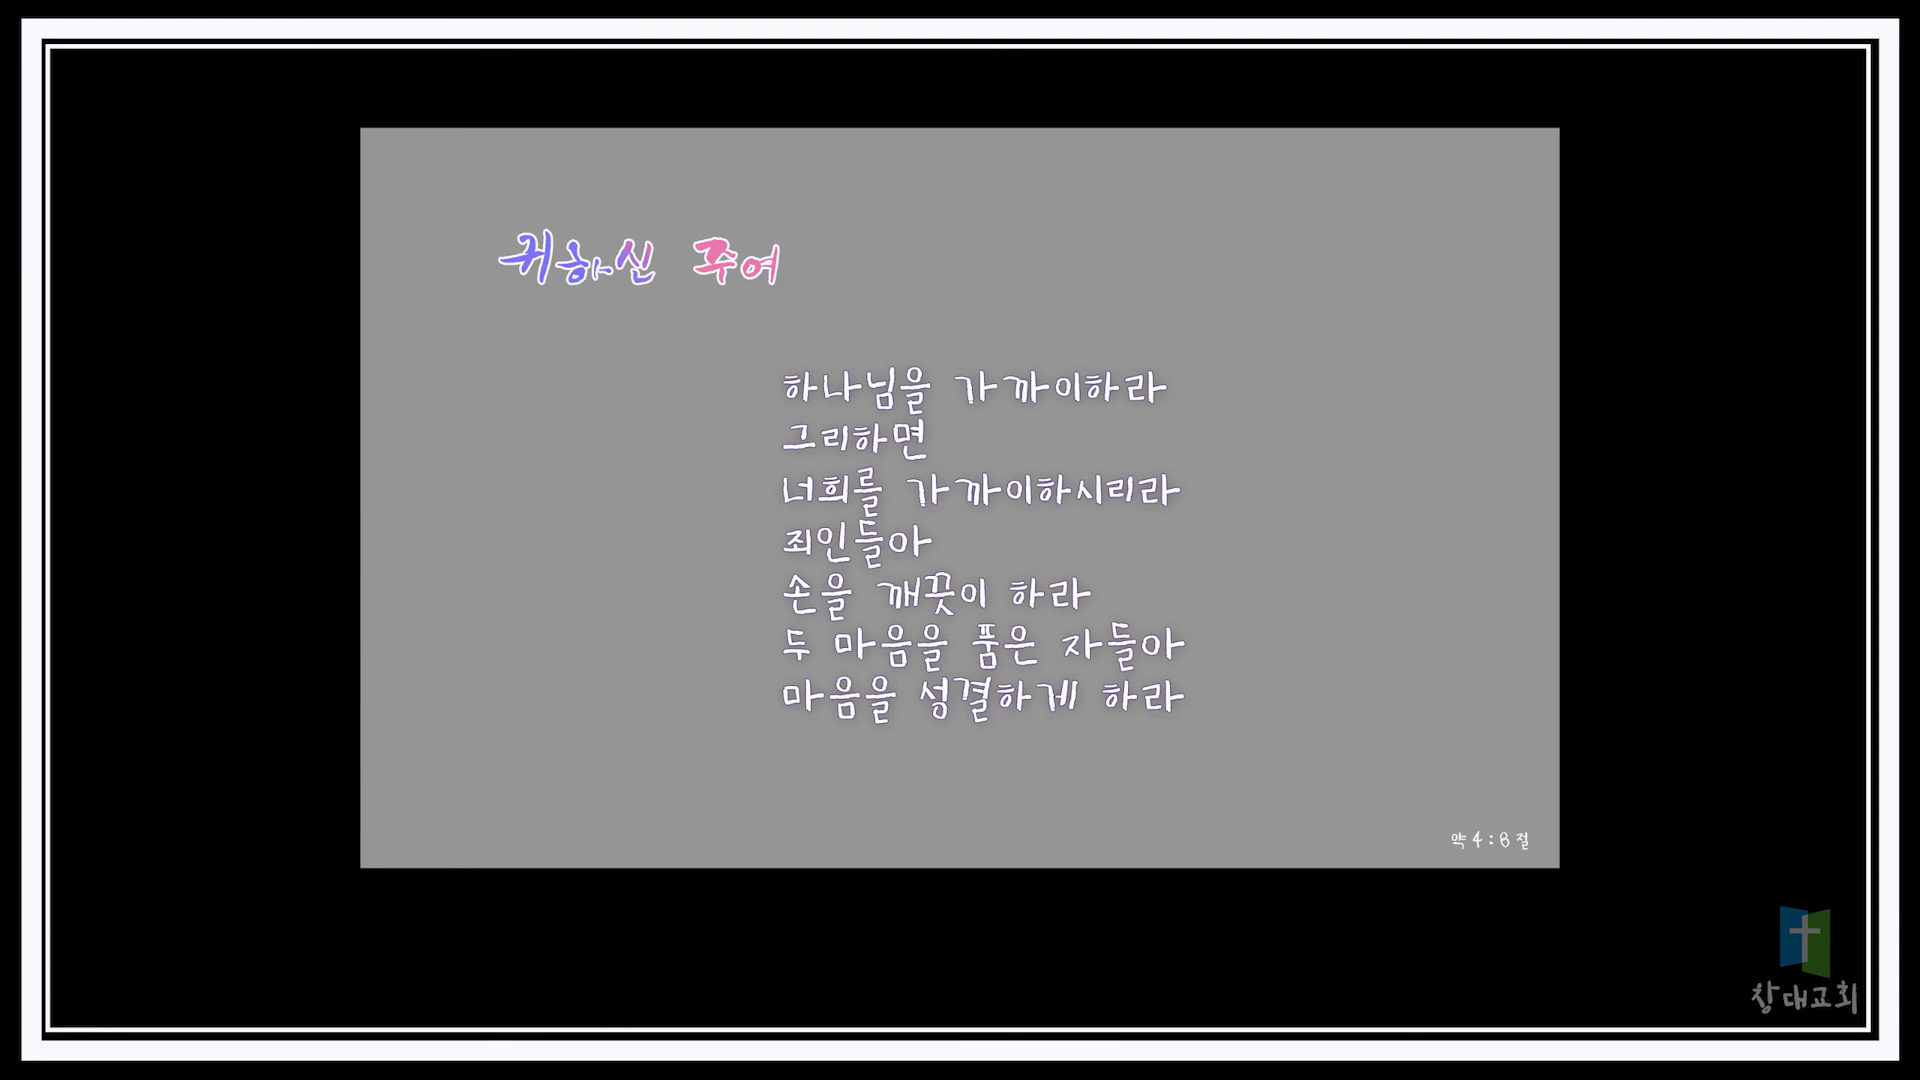 귀하신 주여
하나님을 가까이하라
그리하면
너희를 가까이하시리라
죄인들아
손을 깨끗이 하라
두 마음을 품은 자들아
마음을 성결하게 하라
약4:8절
창대교회